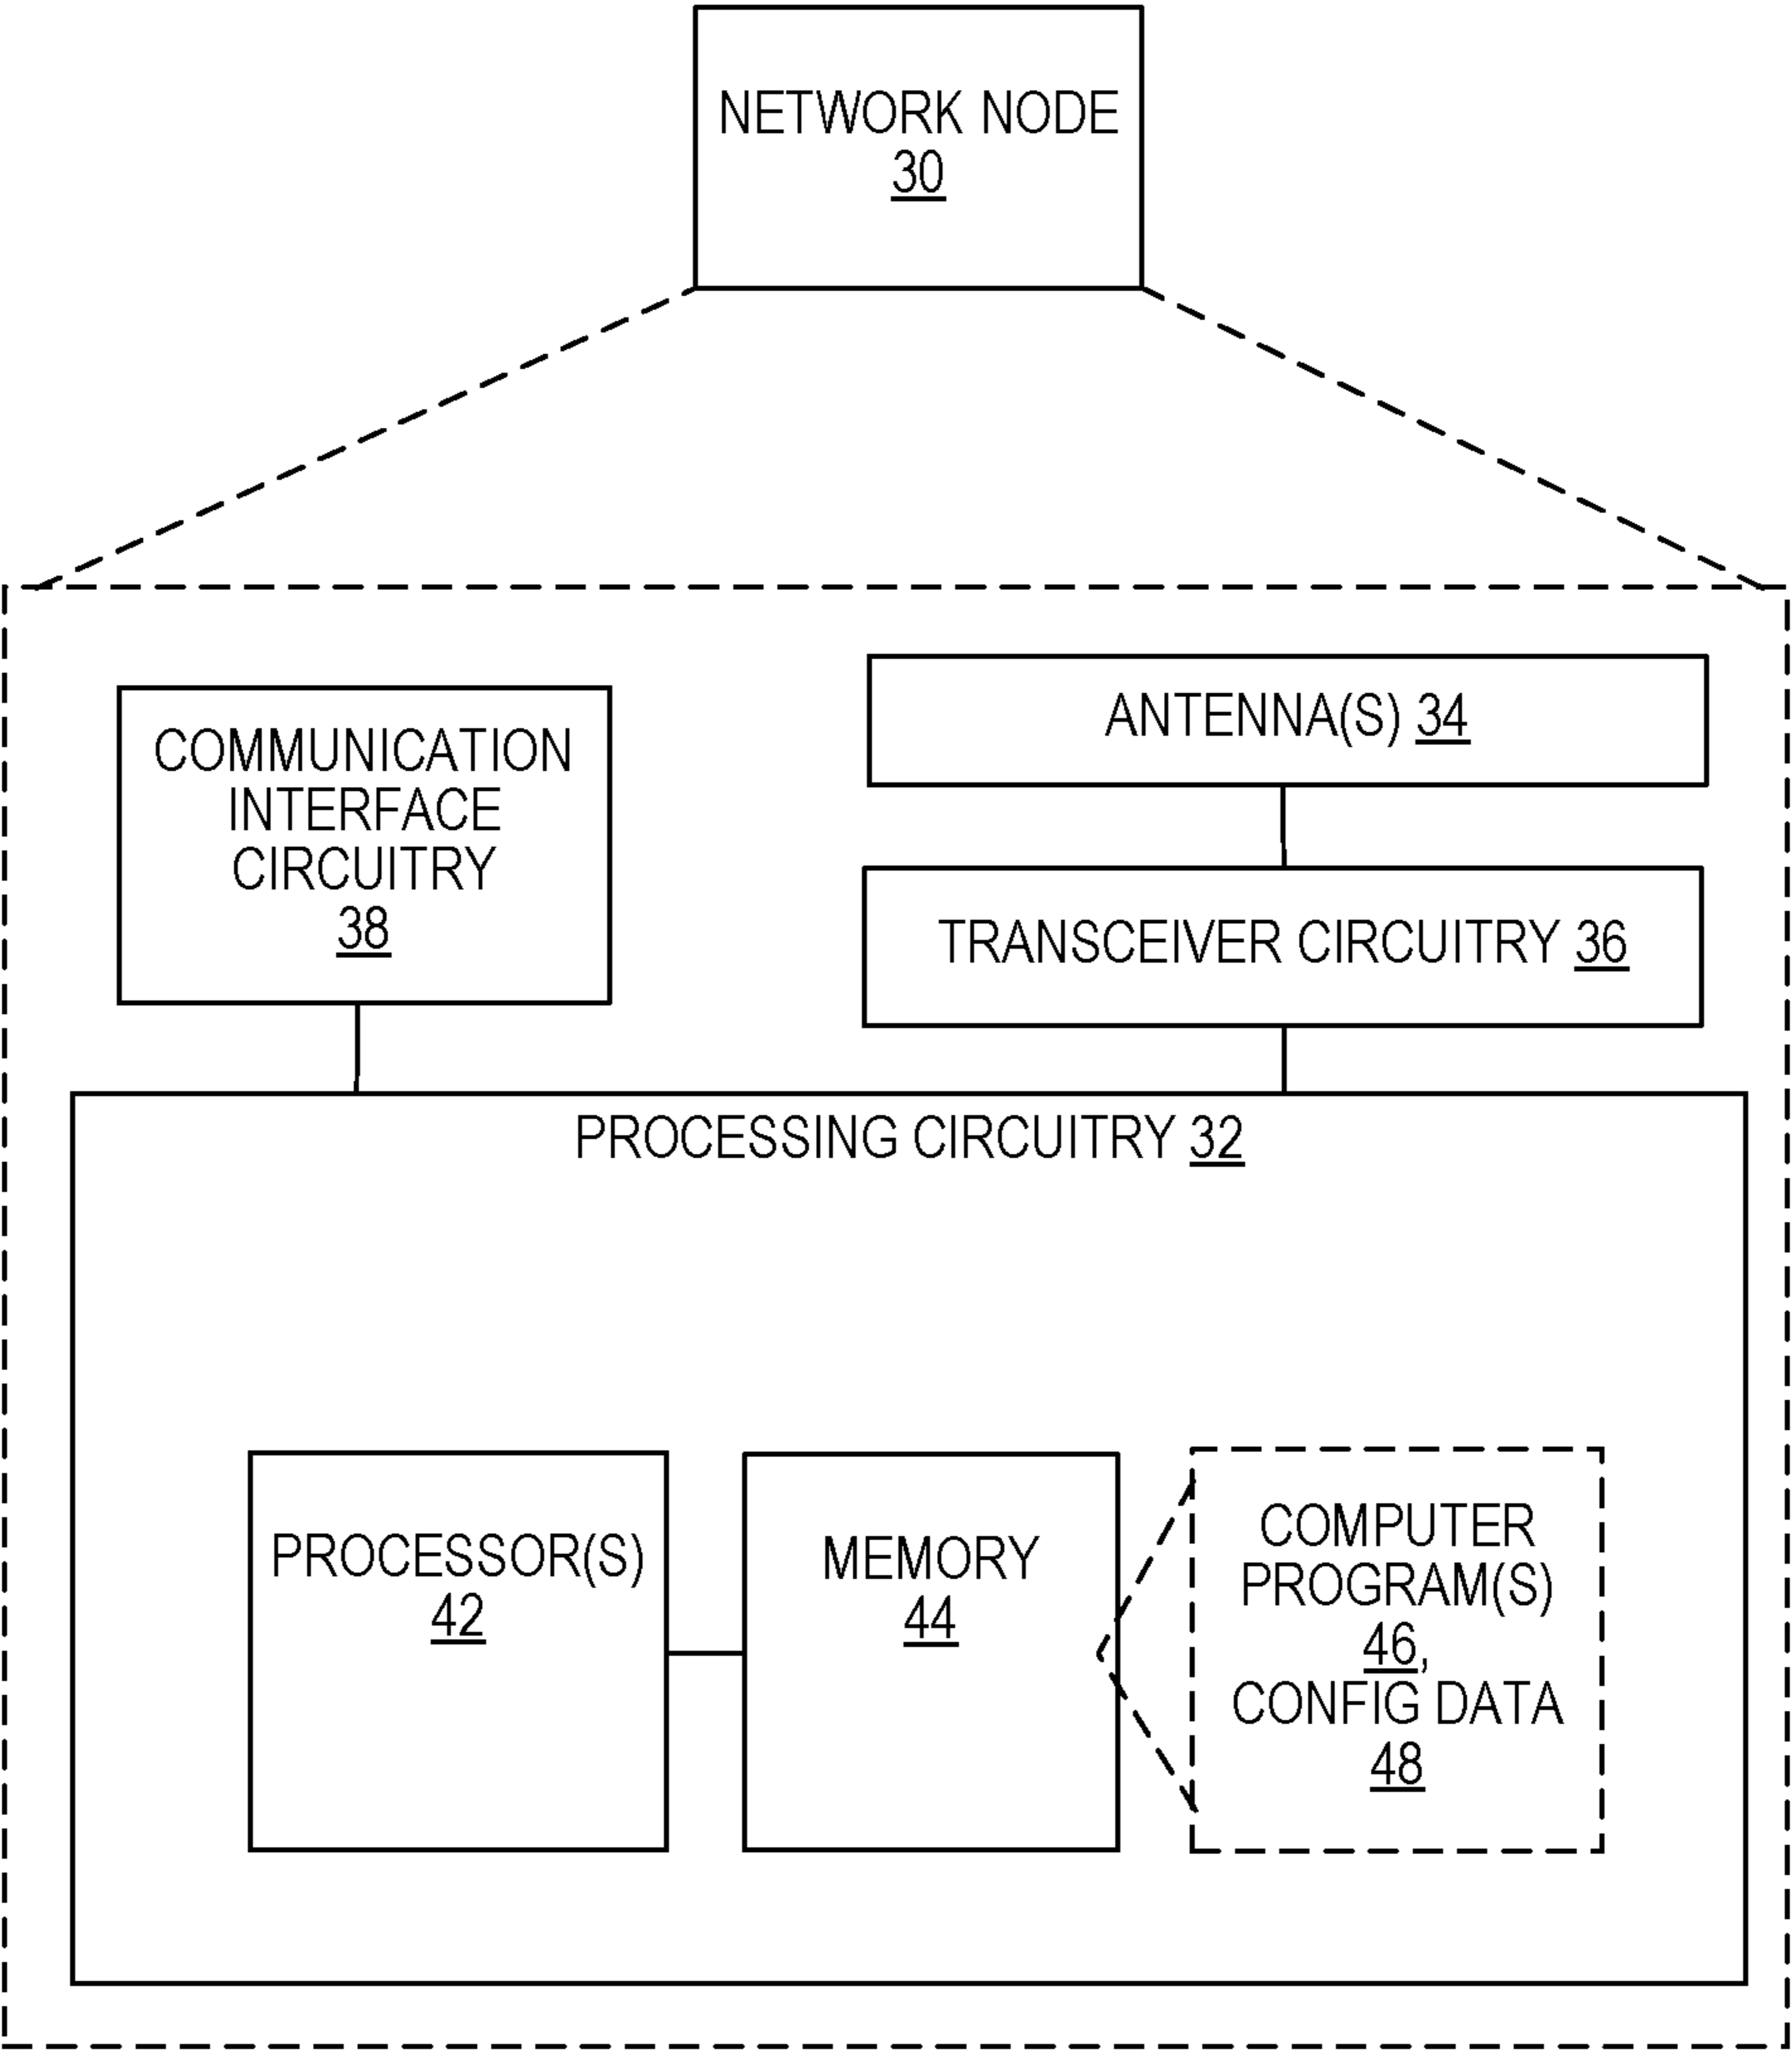 NETWORK NODE
30
COMMUNICATION
INTERFACE
CIRCUITRY
38
ANTENNA(S) 34
TRANSCEIVER CIRCUITRY 36
PROCESSING CIRCUITRY 32
PROCESSOR(S)
42
MEMORY
44
COMPUTER
PROGRAM(S)
46,
CONFIG DATA
48